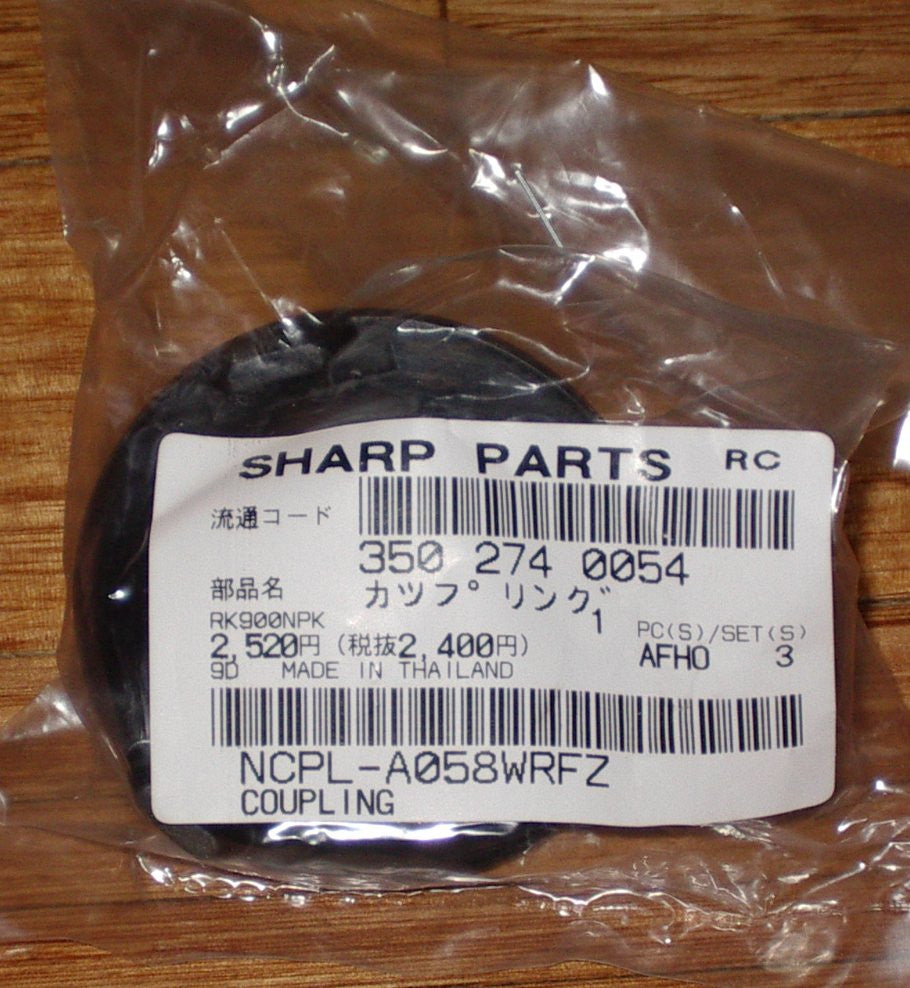 SHARP PARTS RC
流通コード
350 274 0054
部品名 カツプリング
RK900NPK 1 PC(S)/SET(S)
2,520円 (税抜2,400円) AFHO 3
9D MADE IN THAILAND
NCPL-A058WRFZ
COUPLING